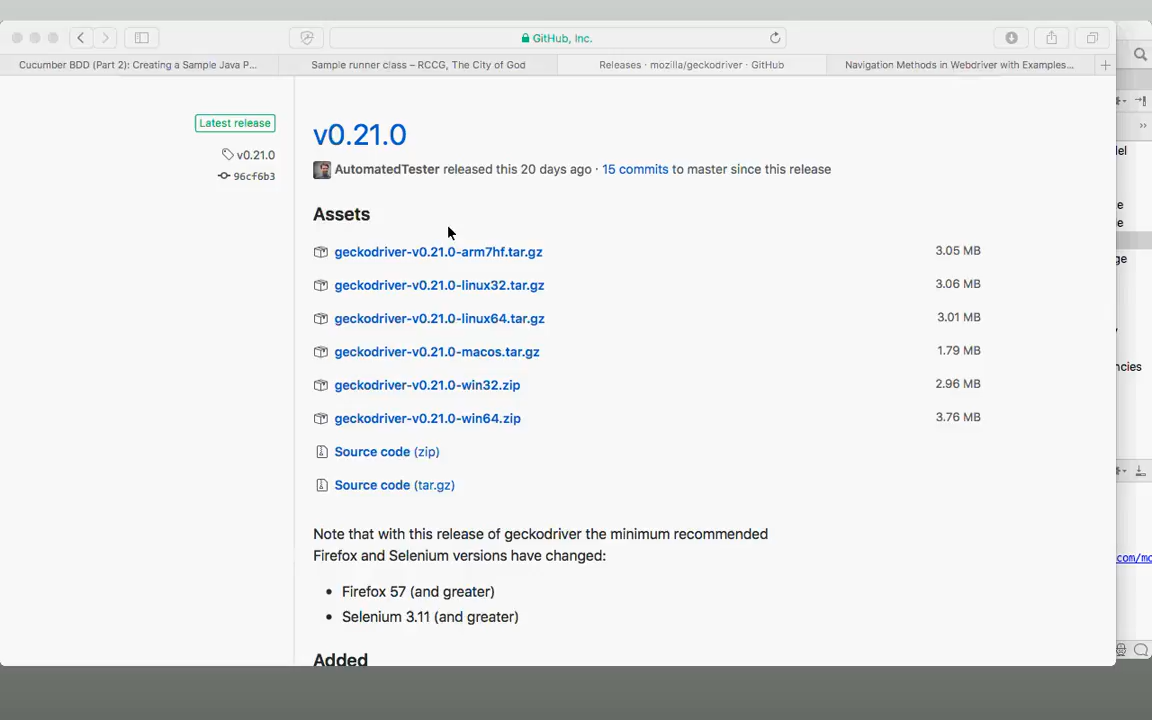 GitHub, Inc.
Cucumber BDD (Part 2): Creating a Sample Java P...
Sample runner class – RCCG, The City of God
Releases · mozilla/geckodriver · GitHub
Navigation Methods in Webdriver with Examples...
Latest release
v0.21.0
96cf6b3
v0.21.0
AutomatedTester released this 20 days ago · 15 commits to master since this release
Assets
geckodriver-v0.21.0-arm7hf.tar.gz 3.05 MB
geckodriver-v0.21.0-linux32.tar.gz 3.06 MB
geckodriver-v0.21.0-linux64.tar.gz 3.01 MB
geckodriver-v0.21.0-macos.tar.gz 1.79 MB
geckodriver-v0.21.0-win32.zip 2.96 MB
geckodriver-v0.21.0-win64.zip 3.76 MB
Source code (zip)
Source code (tar.gz)
Note that with this release of geckodriver the minimum recommended
Firefox and Selenium versions have changed:
• Firefox 57 (and greater)
• Selenium 3.11 (and greater)
Added
ncies
com/mo